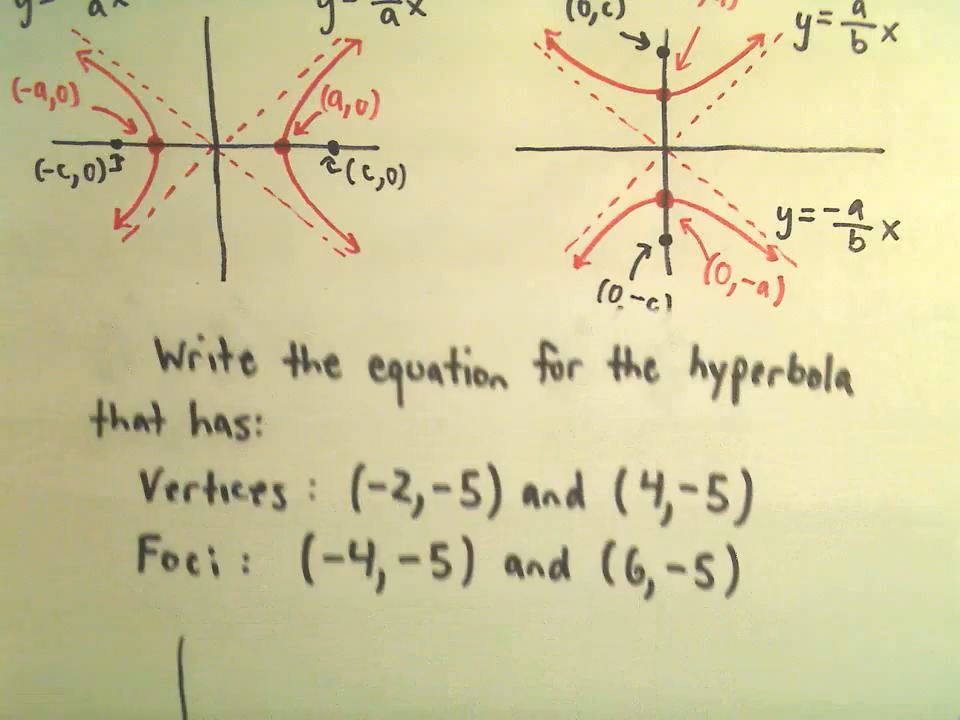 (0,c)
y = a/b x
(-a,0)
(a,0)
(-c,0)
(c,0)
y = -a/b x
(0,-a)
(0,-c)
Write the equation for the hyperbola
that has:
Vertices : (-2,-5) and (4,-5)
Foci : (-4,-5) and (6,-5)